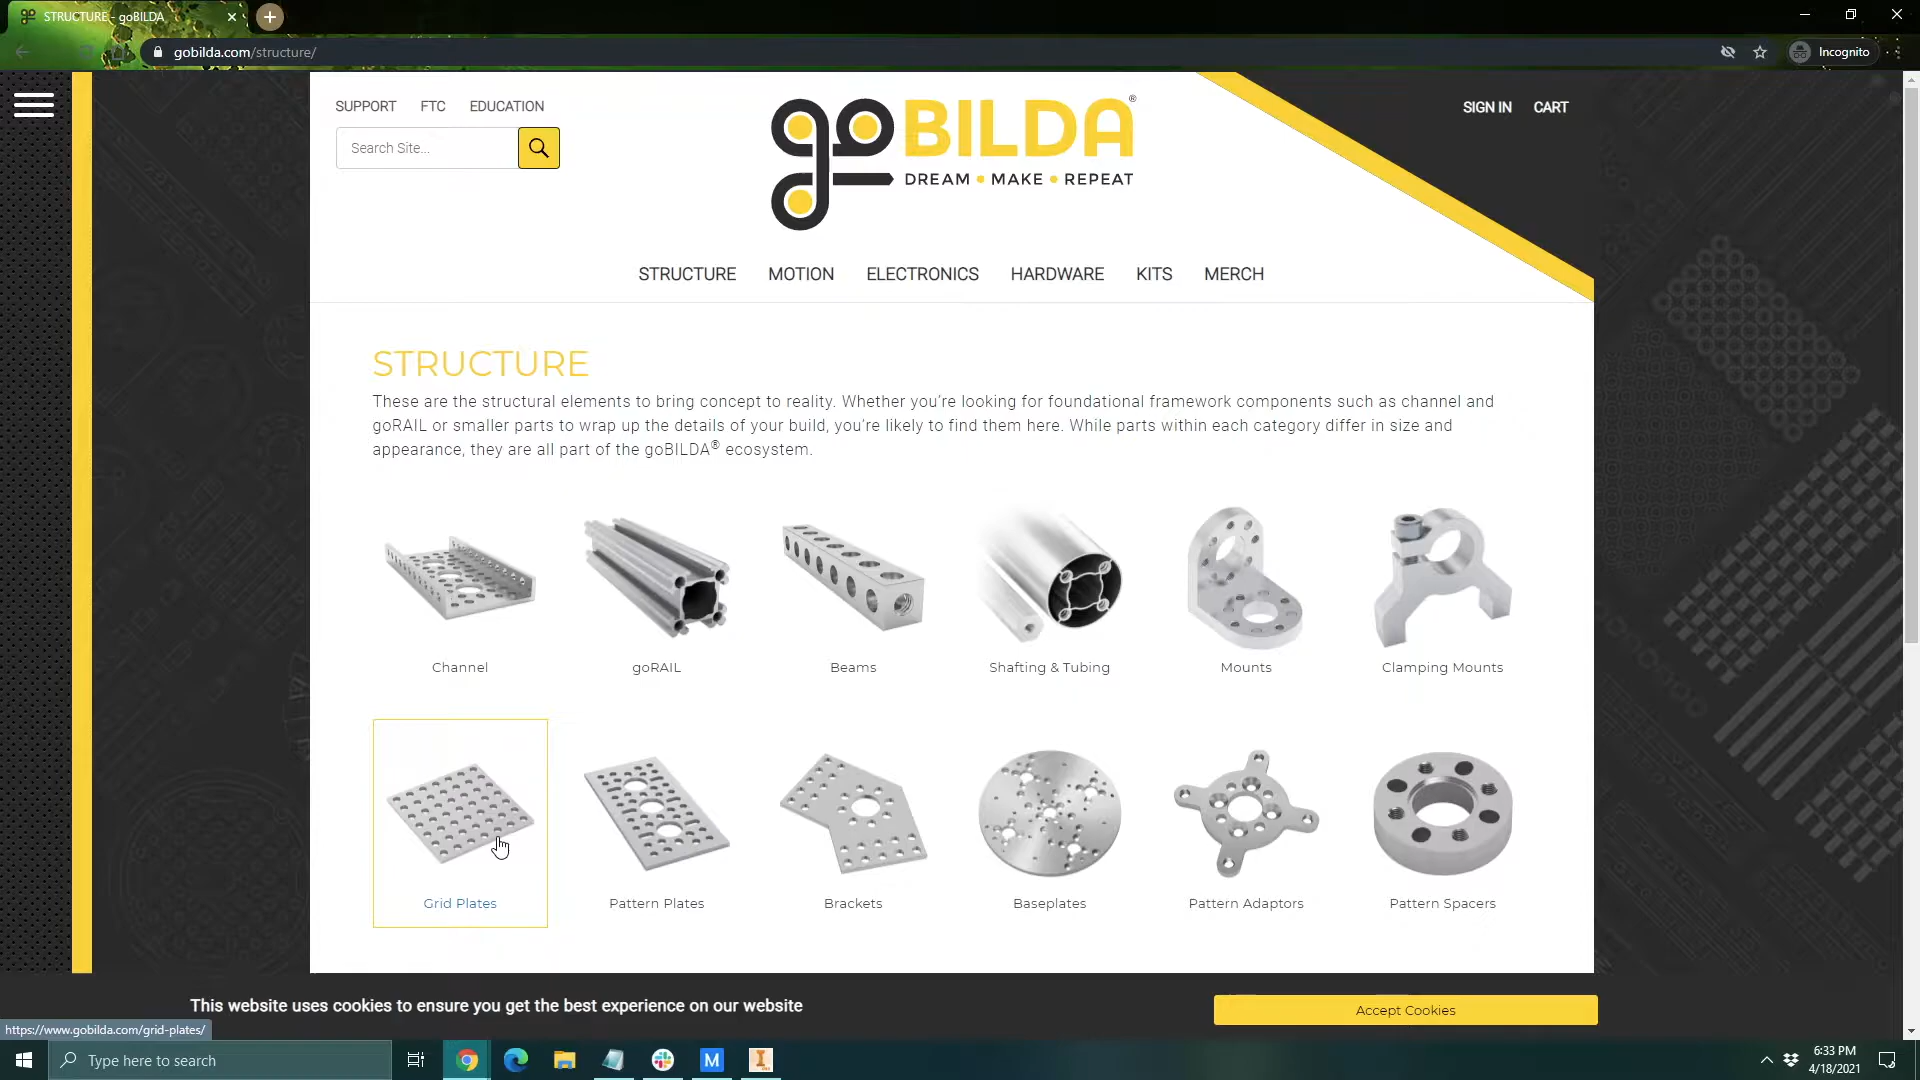 STRUCTURE - goBILDA
gobilda.com/structure/
Incognito
SUPPORT FTC EDUCATION
Search Site...
goBILDA®
DREAM • MAKE • REPEAT
SIGN IN CART
STRUCTURE MOTION ELECTRONICS HARDWARE KITS MERCH
STRUCTURE
These are the structural elements to bring concept to reality. Whether you're looking for foundational framework components such as channel and
goRAIL or smaller parts to wrap up the details of your build, you're likely to find them here. While parts within each category differ in size and
appearance, they are all part of the goBILDA® ecosystem.
Channel goRAIL Beams Shafting & Tubing Mounts Clamping Mounts
Grid Plates Pattern Plates Brackets Baseplates Pattern Adaptors Pattern Spacers
This website uses cookies to ensure you get the best experience on our website
Accept Cookies
https://www.gobilda.com/grid-plates/
Type here to search
M
I
6:33 PM
4/18/2021